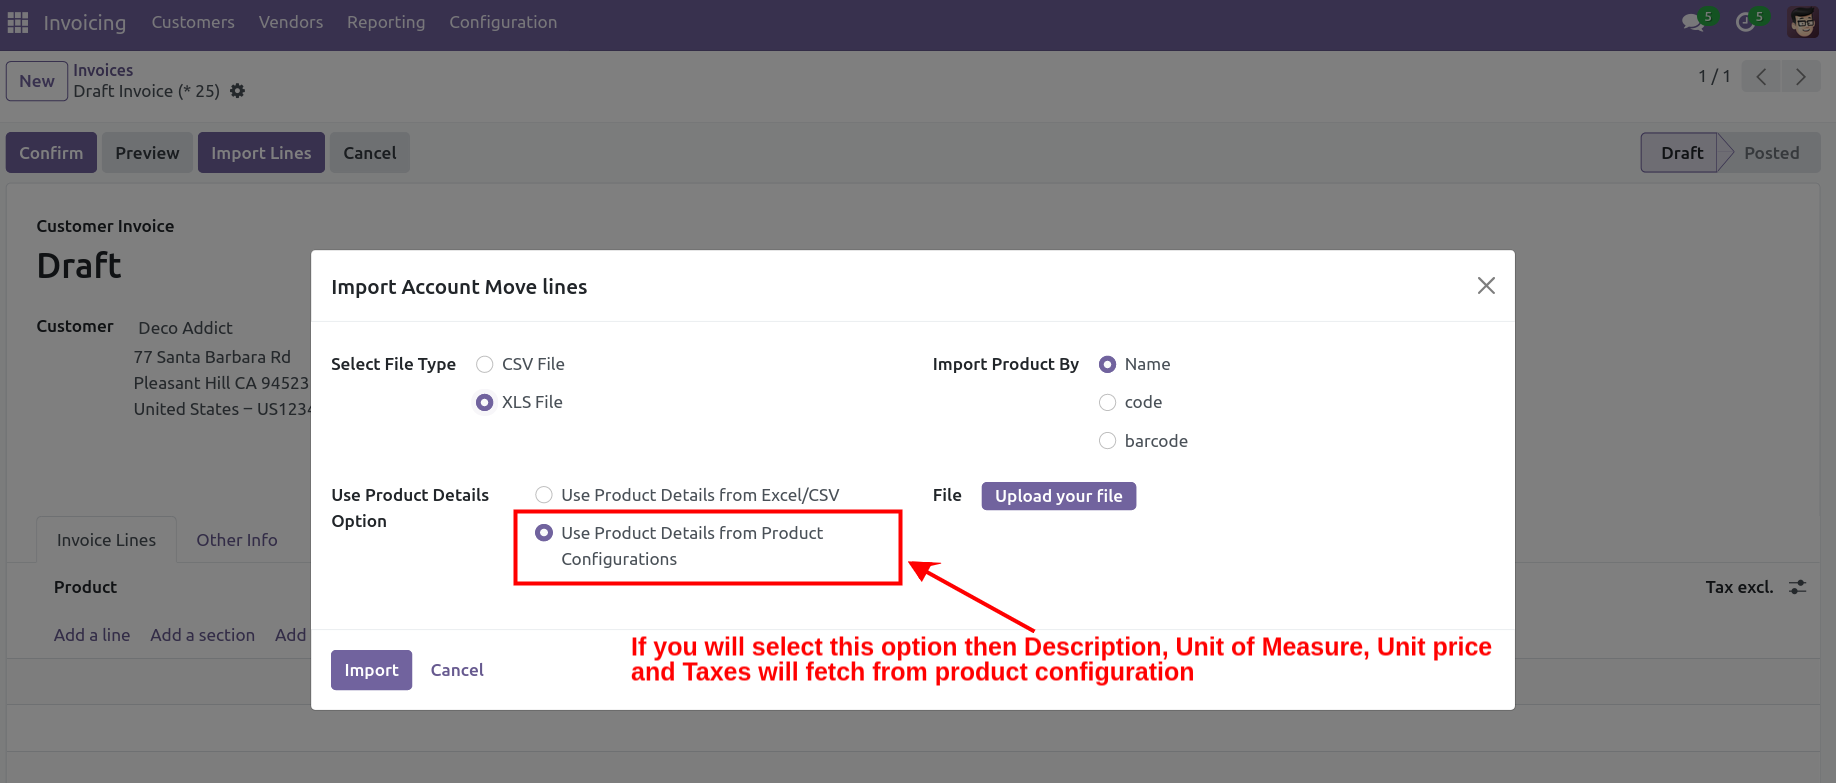 Invoicing Customers Vendors Reporting Configuration 5 5
New Invoices
Draft Invoice (* 25)
1 / 1
Confirm Preview Import Lines Cancel Draft Posted
Customer Invoice
Draft
Customer Deco Addict
77 Santa Barbara Rd
Pleasant Hill CA 94523
United States – US1234
Import Account Move lines
Select File Type CSV File
XLS File
Import Product By Name
code
barcode
Use Product Details Option
Use Product Details from Excel/CSV
Use Product Details from Product
Configurations
File Upload your file
Invoice Lines Other Info
Product Tax excl.
Add a line Add a section Add
If you will select this option then Description, Unit of Measure, Unit price
and Taxes will fetch from product configuration
Import Cancel